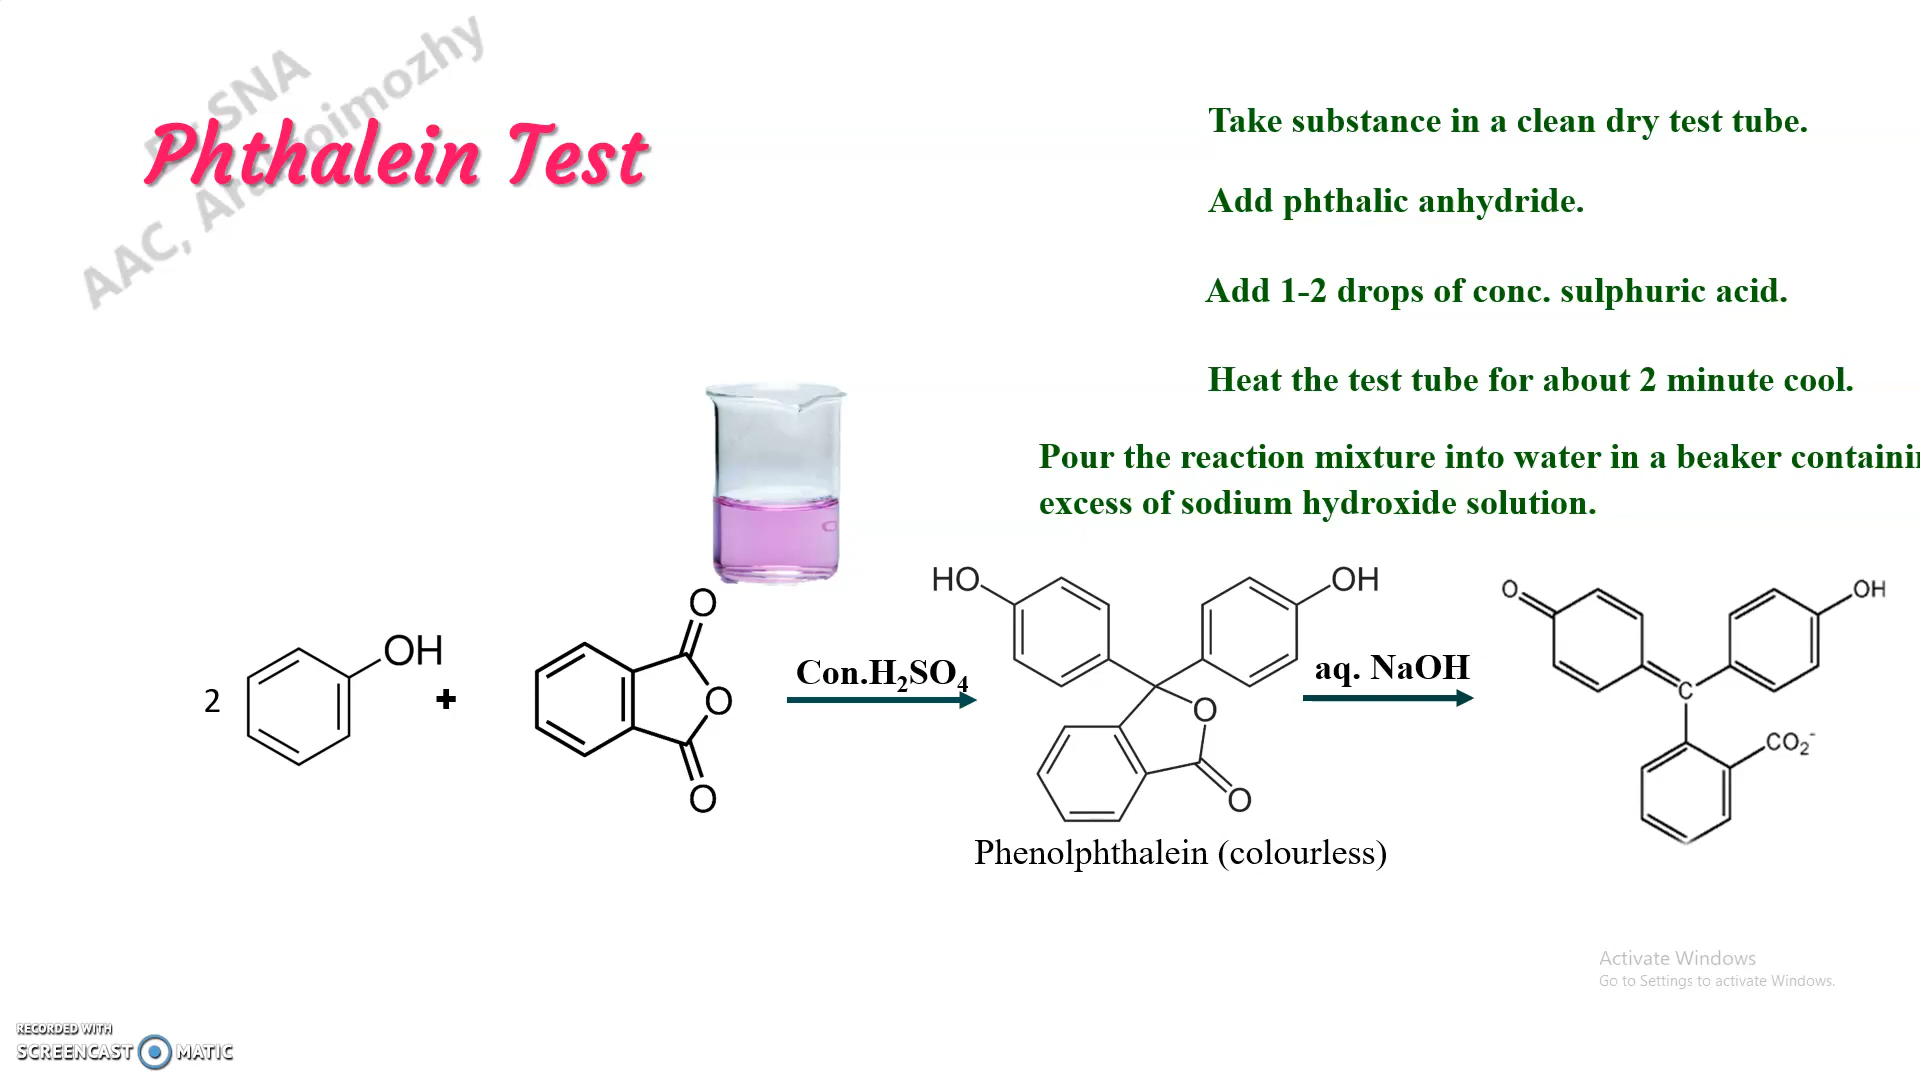 SNA
AAC,
Phthalein Test
Take substance in a clean dry test tube.
Add phthalic anhydride.
Add 1-2 drops of conc. sulphuric acid.
Heat the test tube for about 2 minute cool.
Pour the reaction mixture into water in a beaker
excess of sodium hydroxide solution.
2
OH
+
O
O
O
Con.H₂SO₄
HO
OH
O
O
aq. NaOH
O
OH
C
CO₂⁻
Phenolphthalein (colourless)
Activate Windows
Go to Settings to activate Windows.
RECORDED WITH
SCREENCAST MATIC